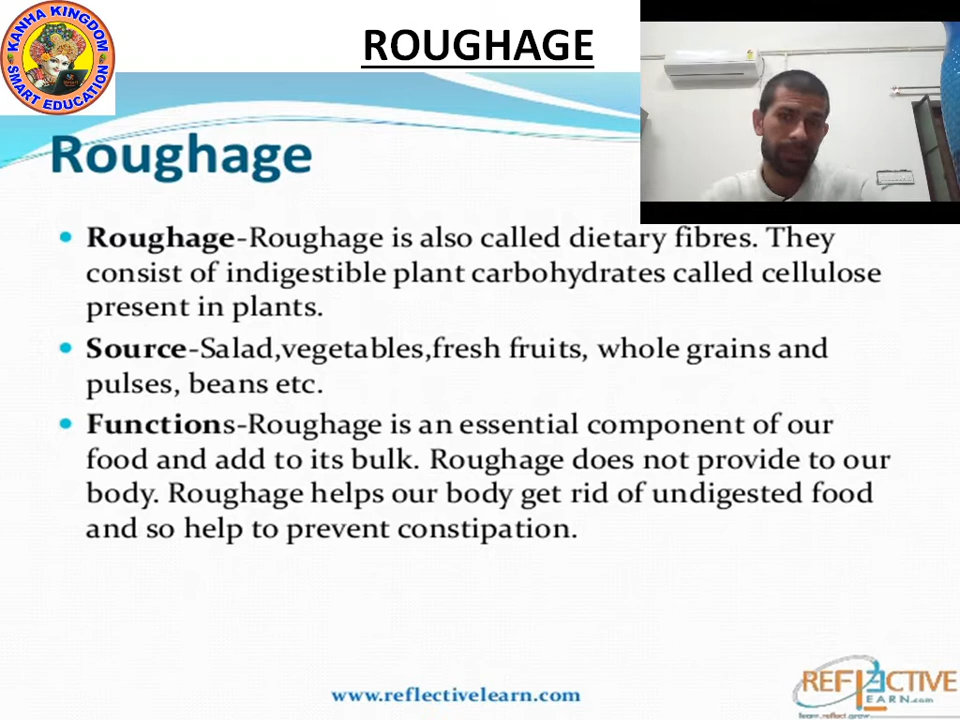 KANHA KINGDOM
SMART EDUCATION
ROUGHAGE
Roughage
• Roughage-Roughage is also called dietary fibres. They
consist of indigestible plant carbohydrates called cellulose
present in plants.
• Source-Salad,vegetables,fresh fruits, whole grains and
pulses, beans etc.
• Functions-Roughage is an essential component of our
food and add to its bulk. Roughage does not provide to our
body. Roughage helps our body get rid of undigested food
and so help to prevent constipation.
www.reflectivelearn.com
REFLECTIVE
LEARN.com
learn.reflect.grow